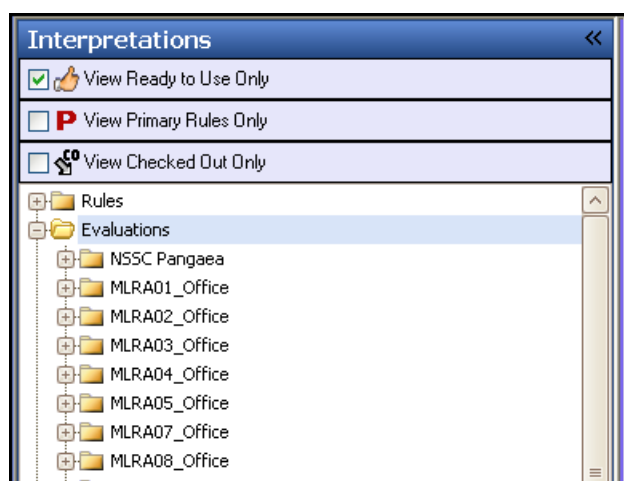 Interpretations «
View Ready to Use Only
P View Primary Rules Only
CO View Checked Out Only
Rules
Evaluations
NSSC Pangaea
MLRA01_Office
MLRA02_Office
MLRA03_Office
MLRA04_Office
MLRA05_Office
MLRA07_Office
MLRA08_Office